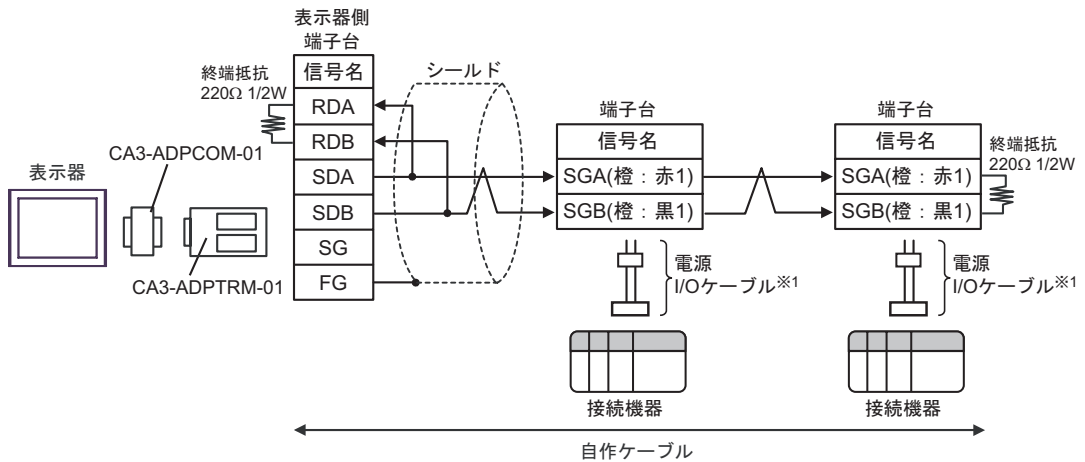 表示器
CA3-ADPCOM-01
CA3-ADPTRM-01
終端抵抗
220Ω 1/2W
表示器側
端子台
信号名
RDA
RDB
SDA
SDB
SG
FG
シールド
端子台
信号名
SGA(橙：赤1)
SGB(橙：黒1)
電源
I/Oケーブル※1
接続機器
端子台
信号名
SGA(橙：赤1)
SGB(橙：黒1)
終端抵抗
220Ω 1/2W
電源
I/Oケーブル※1
接続機器
自作ケーブル